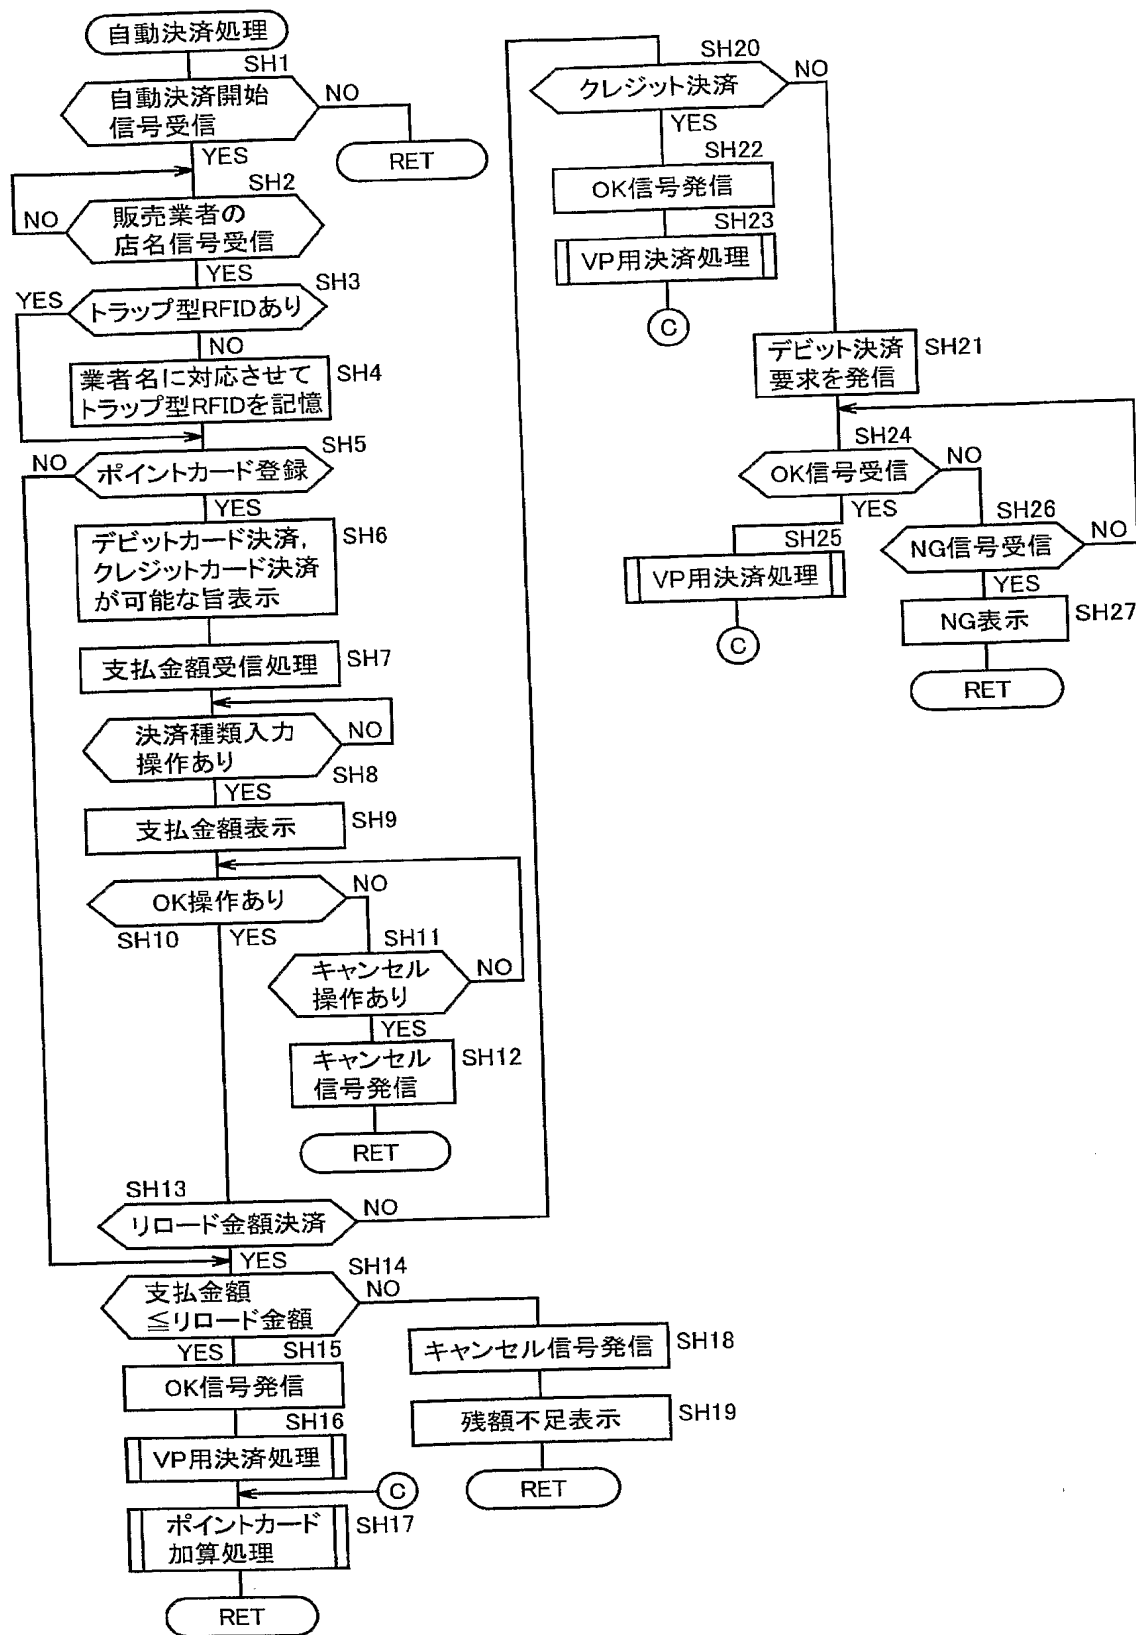 自動決済処理
SH1
自動決済開始
信号受信
NO
RET
YES
SH2
NO
販売業者の
店名信号受信
YES
SH3
YES
トラップ型RFIDあり
NO
業者名に対応させて
トラップ型RFIDを記憶
SH4
SH5
NO
ポイントカード登録
YES
デビットカード決済,
クレジットカード決済
が可能な旨表示
SH6
支払金額受信処理
SH7
決済種類入力
操作あり
NO
SH8
YES
支払金額表示
SH9
OK操作あり
NO
SH10
YES
SH11
キャンセル
操作あり
NO
YES
キャンセル
信号発信
SH12
RET
SH13
リロード金額決済
NO
YES
SH14
支払金額
≦リロード金額
NO
YES
SH15
OK信号発信
SH16
VP用決済処理
C
ポイントカード
加算処理
SH17
RET
キャンセル信号発信
SH18
残額不足表示
SH19
RET
SH20
クレジット決済
NO
YES
SH22
OK信号発信
SH23
VP用決済処理
C
デビット決済
要求を発信
SH21
SH24
OK信号受信
NO
YES
SH25
VP用決済処理
C
SH26
NG信号受信
NO
YES
NG表示
SH27
RET